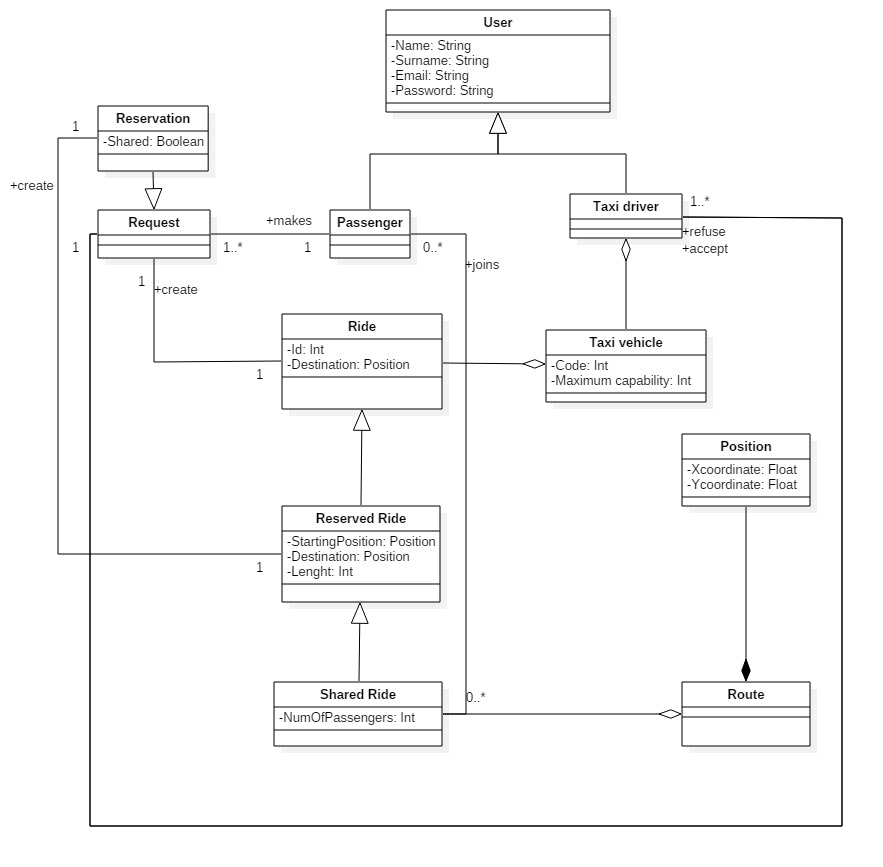 User
-Name: String
-Surname: String
-Email: String
-Password: String
Reservation
-Shared: Boolean
1
+create
Request
+makes
1..*
1
Passenger
0..*
+joins
Taxi driver
1..*
+refuse
+accept
1
1
+create
Ride
-Id: Int
-Destination: Position
1
Taxi vehicle
-Code: Int
-Maximum capability: Int
Position
-Xcoordinate: Float
-Ycoordinate: Float
Reserved Ride
-StartingPosition: Position
-Destination: Position
-Lenght: Int
1
Shared Ride
-NumOfPassengers: Int
0..*
Route